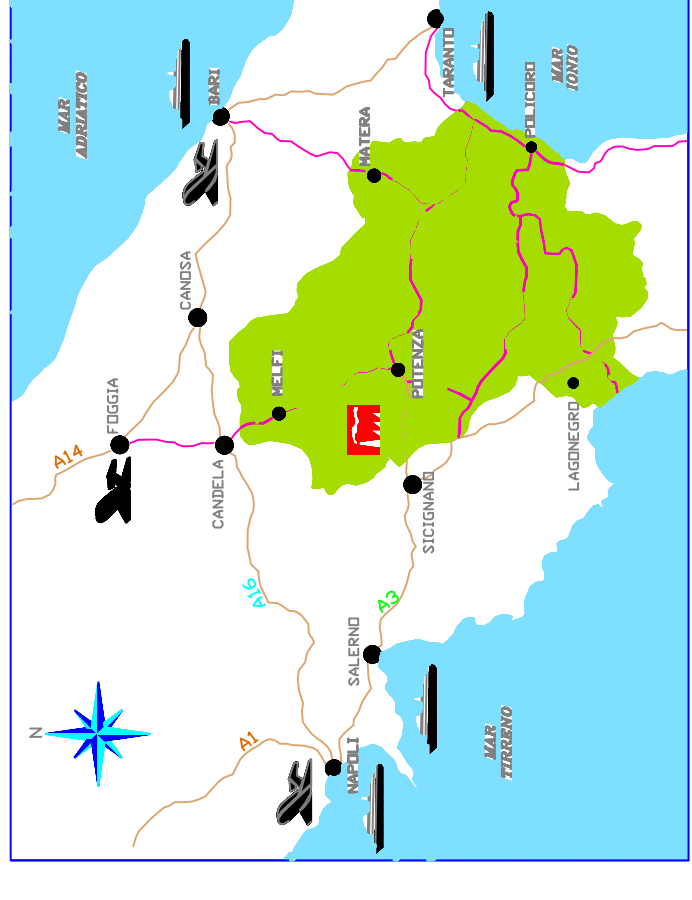 MAR
ADRIATICO
BARI
TARANTO
MAR
IONIO
POLICORO
MATERA
CANOSA
MELFI
POTENZA
FOGGIA
A14
CANDELA
LAGONEGRO
SICIGNANO
A16
A3
SALERNO
N
A1
NAPOLI
MAR
TIRRENO